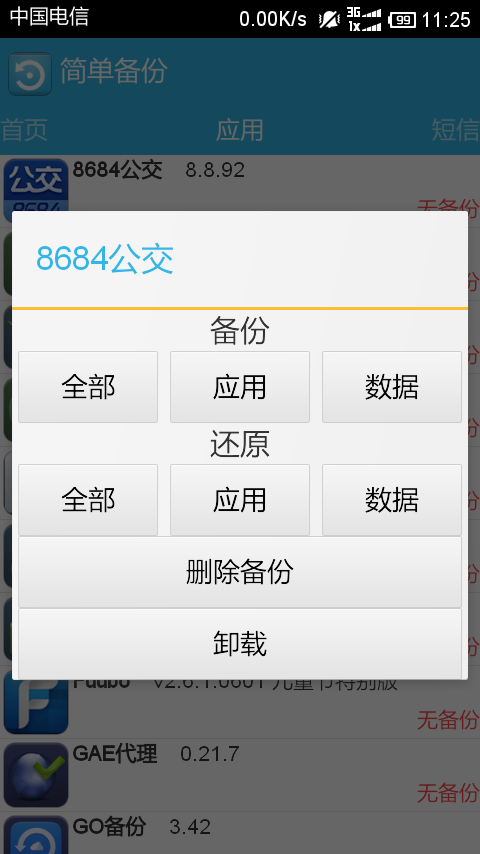 中国电信 0.00K/s 3G 1X 99 11:25
简单备份
首页 应用 短信
公交 8684公交 8.8.92
8684 无备份
8684公交
备份
全部 应用 数据
还原
全部 应用 数据
删除备份
卸载
Fuubo v2.6.1.0601 儿童节特别版
无备份
GAE代理 0.21.7
无备份
GO备份 3.42